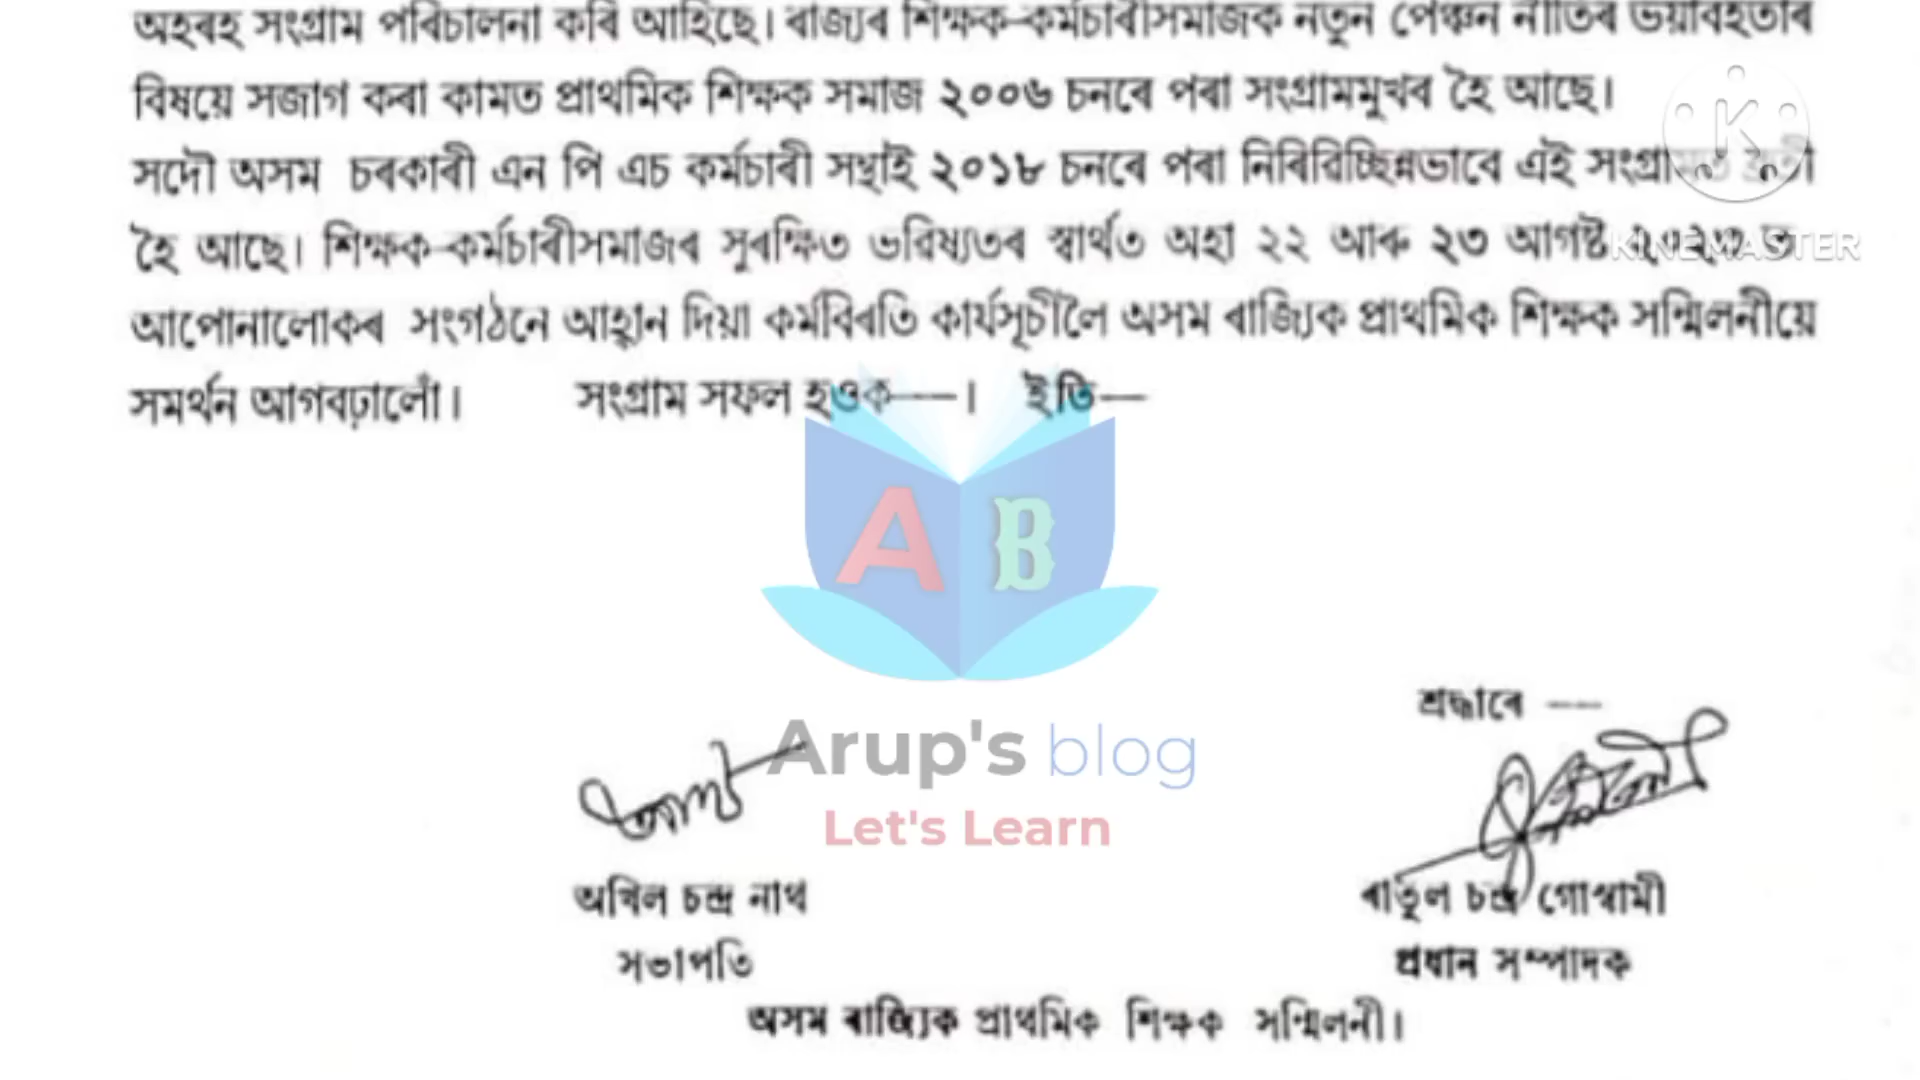 অহৰহ সংগ্ৰাম পৰিচালনা কৰি আহিছে। ৰাজ্যৰ শিক্ষক-কৰ্মচাৰীসমাজক নতুন পেঞ্চন নীতিৰ ভয়াবহতাৰ
বিষয়ে সজাগ কৰা কামত প্ৰাথমিক শিক্ষক সমাজ ২০০৬ চনৰে পৰা সংগ্ৰামমুখৰ হৈ আছে।
সদৌ অসম চৰকাৰী এন পি এচ কৰ্মচাৰী সন্থাই ২০১৮ চনৰে পৰা নিৰিৱিচ্ছিন্নভাবে এই সংগ্ৰামত ব্ৰতী
হৈ আছে। শিক্ষক-কৰ্মচাৰীসমাজৰ সুৰক্ষিত ভৱিষ্যতৰ স্বাৰ্থত অহা ২২ আৰু ২৩ আগষ্ট ২০২৩ ত
KINEMASTER
আপোনালোকৰ সংগঠনে আহ্বান দিয়া কৰ্মবিৰতি কাৰ্যসূচীলৈ অসম ৰাজ্যিক প্ৰাথমিক শিক্ষক সন্মিলনীয়ে
সমৰ্থন আগবঢ়ালোঁ। সংগ্ৰাম সফল হওক—। ইতি—
A B
শ্ৰদ্ধাৰে ---
Arup's blog
Let's Learn
অখিল চন্দ্ৰ নাথ ৰাতুল চন্দ্ৰ গোস্বামী
সভাপতি প্ৰধান সম্পাদক
অসম ৰাজ্যিক প্ৰাথমিক শিক্ষক সন্মিলনী।